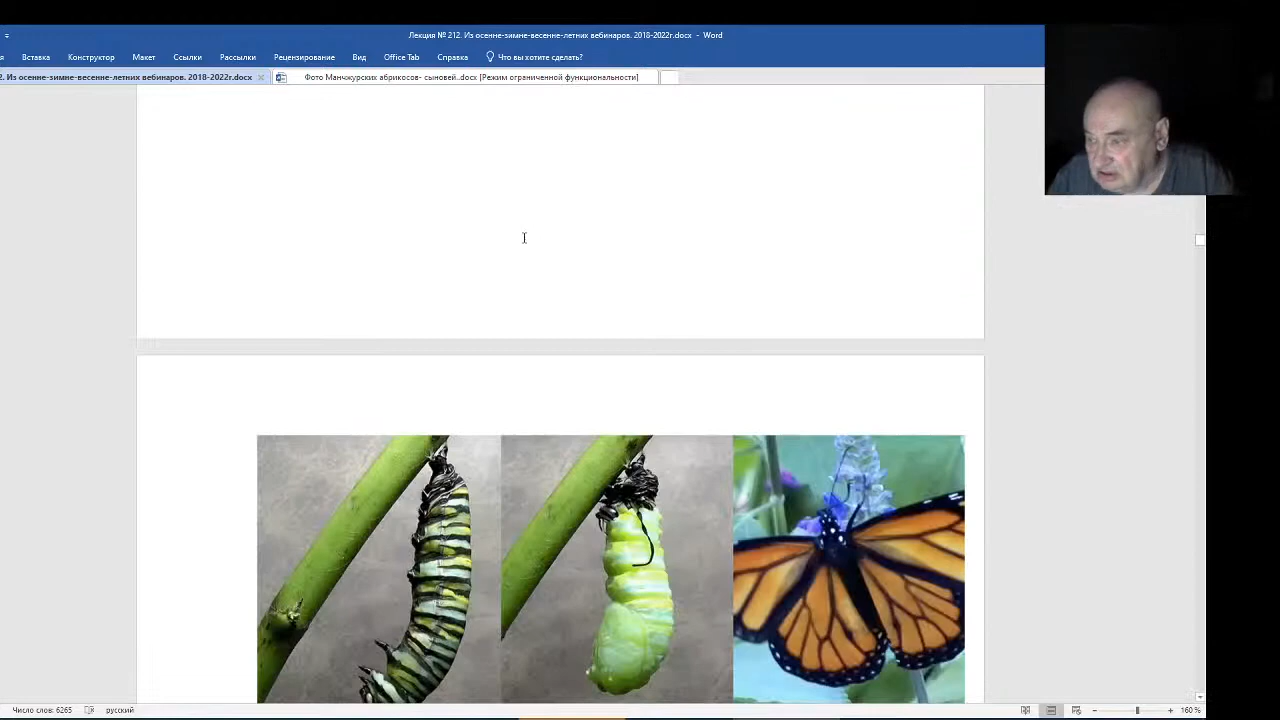 Лекция № 212. Из осенне-зимне-весенне-летних вебинаров. 2018-2022г.docx - Word
Вставка Конструктор Макет Ссылки Рассылки Рецензирование Вид Office Tab Справка Что вы хотите сделать?
2. Из осенне-зимне-весенне-летних вебинаров. 2018-2022г.docx Фото Манчжурских абрикосов- сыновей..docx [Режим ограниченной функциональности]
Число слов: 6265 русский 160 %